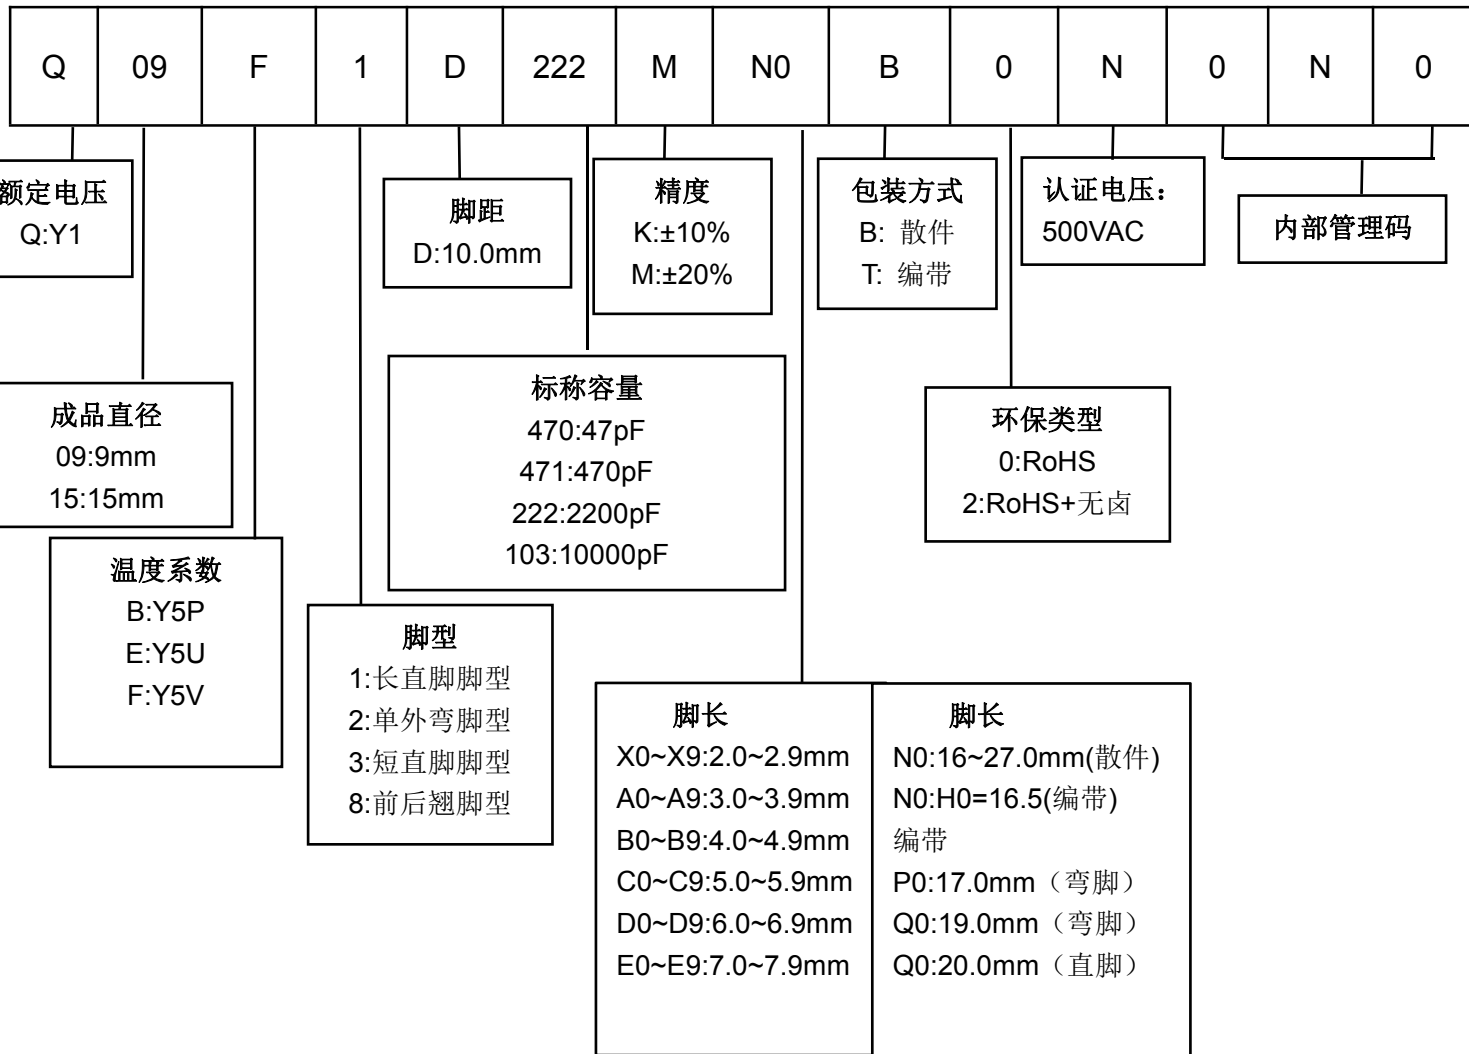 Q 09 F 1 D 222 M N0 B 0 N 0 N 0
额定电压
Q:Y1
脚距
D:10.0mm
精度
K:±10%
M:±20%
包装方式
B: 散件
T: 编带
认证电压:
500VAC
内部管理码
成品直径
09:9mm
15:15mm
标称容量
470:47pF
471:470pF
222:2200pF
103:10000pF
环保类型
0:RoHS
2:RoHS+无卤
温度系数
B:Y5P
E:Y5U
F:Y5V
脚型
1:长直脚脚型
2:单外弯脚型
3:短直脚脚型
8:前后翘脚型
脚长
X0~X9:2.0~2.9mm
A0~A9:3.0~3.9mm
B0~B9:4.0~4.9mm
C0~C9:5.0~5.9mm
D0~D9:6.0~6.9mm
E0~E9:7.0~7.9mm
脚长
N0:16~27.0mm(散件)
N0:H0=16.5(编带)
编带
P0:17.0mm（弯脚）
Q0:19.0mm（弯脚）
Q0:20.0mm（直脚）